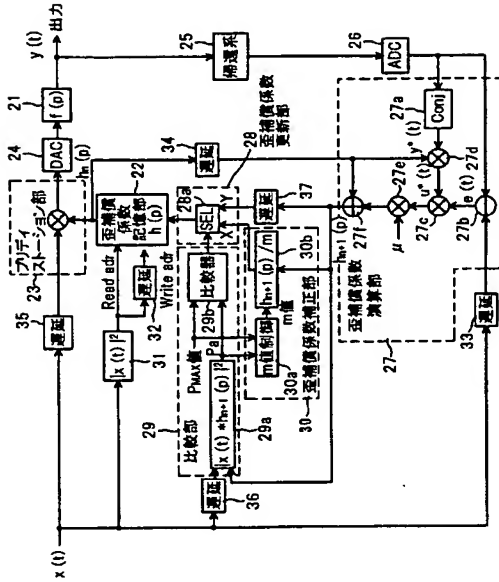 x (t)
35
遅延
23
プリディ
ストーション部
24
DAC
21
f (p)
y (t)
出力
hn (p)
31
|x (t)|²
Read adr
32
遅延
Write adr
22
歪補償
係数
記憶部
h (p)
34
遅延
25
帰還系
28
歪補償係数
更新部
28a
SEL
X
Y
37
遅延
26
ADC
29
比較部
PMAX値
29b
比較器
Pa
|x (t) *hn+1 (p)|²
29a
36
遅延
30a
m値制御
m値
30b
hn+1 (p) /m
30
歪補償係数補正部
hn+1 (p)
27a
Conj
y* (t)
27d
27e
u* (t)
27c
μ
27f
27b
e (t)
歪補償係数
演算部
27
33
遅延